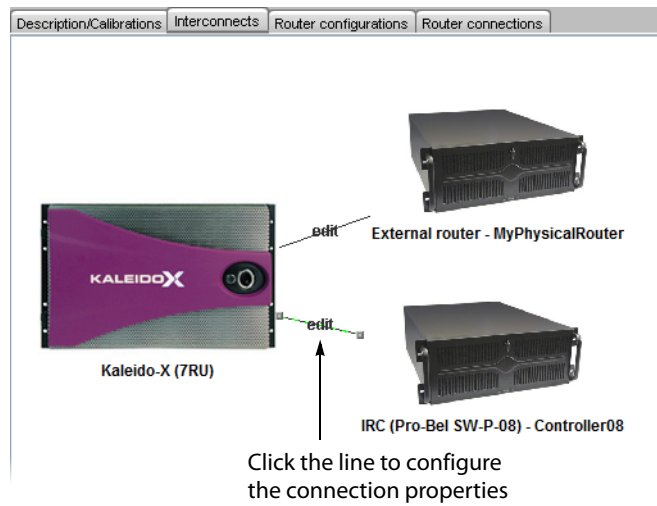 Description/Calibrations
Interconnects
Router configurations
Router connections
edit
External router - MyPhysicalRouter
KALEIDOX
edit
Kaleido-X (7RU)
IRC (Pro-Bel SW-P-08) - Controller08
Click the line to configure
the connection properties